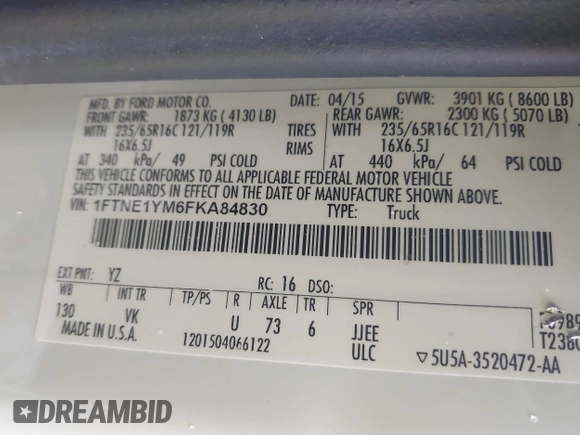 MFD. BY FORD MOTOR CO. DATE: 04/15 GVWR: 3901 KG ( 8600 LB)
FRONT GAWR: 1873 KG ( 4130 LB) REAR GAWR: 2300 KG ( 5070 LB)
WITH 235/65R16C 121/119R TIRES WITH 235/65R16C 121/119R
16X6.5J RIMS 16X6.5J
AT 340 kPa/ 49 PSI COLD AT 440 kPa/ 64 PSI COLD
THIS VEHICLE CONFORMS TO ALL APPLICABLE FEDERAL MOTOR VEHICLE
SAFETY STANDARDS IN EFFECT ON THE DATE OF MANUFACTURE SHOWN ABOVE.
VIN: 1FTNE1YM6FKA84830 TYPE: Truck
EXT PNT: YZ RC: 16 DSO:
WB INT TR TP/PS R AXLE TR SPR
130 VK U 73 6 JJEE
MADE IN U.S.A. 1201504066122 ULC ▽5U5A-3520472-AA
DREAMBID